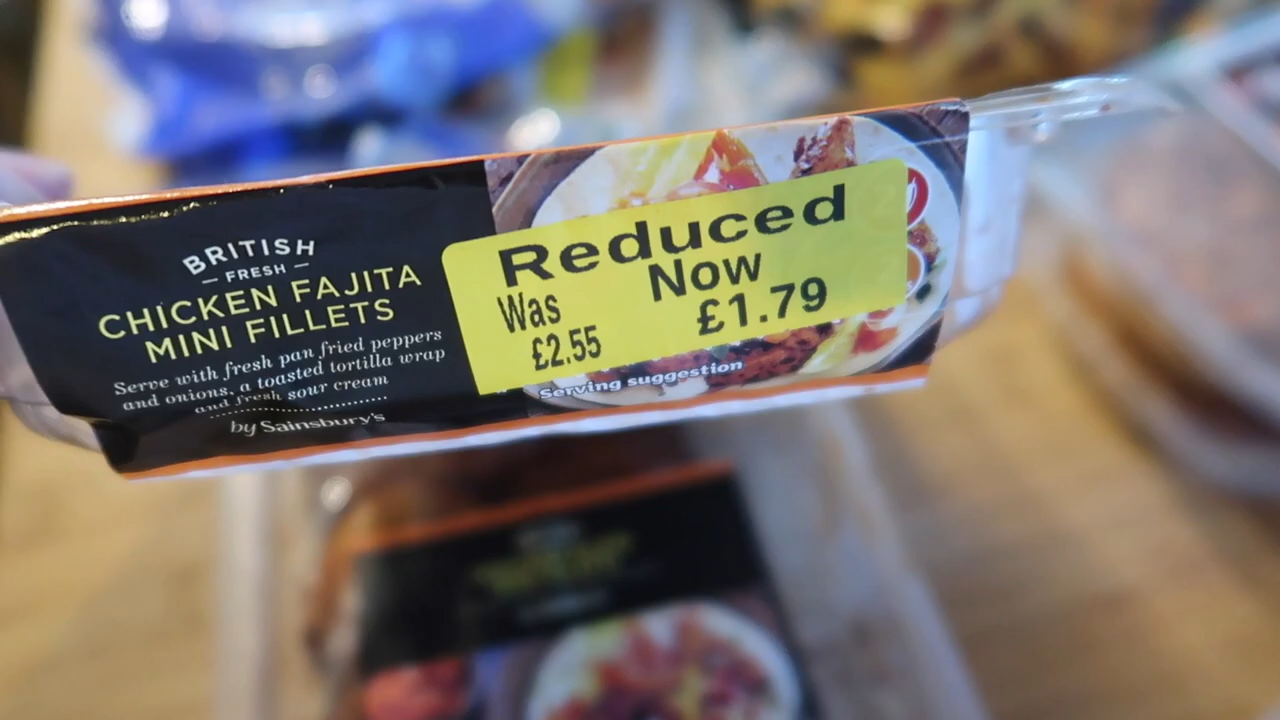 BRITISH
FRESH
CHICKEN FAJITA
MINI FILLETS
Serve with fresh pan fried peppers
and onions, a toasted tortilla wrap
and fresh sour cream
by Sainsbury's
Reduced
Was
Now
£2.55
£1.79
Serving suggestion